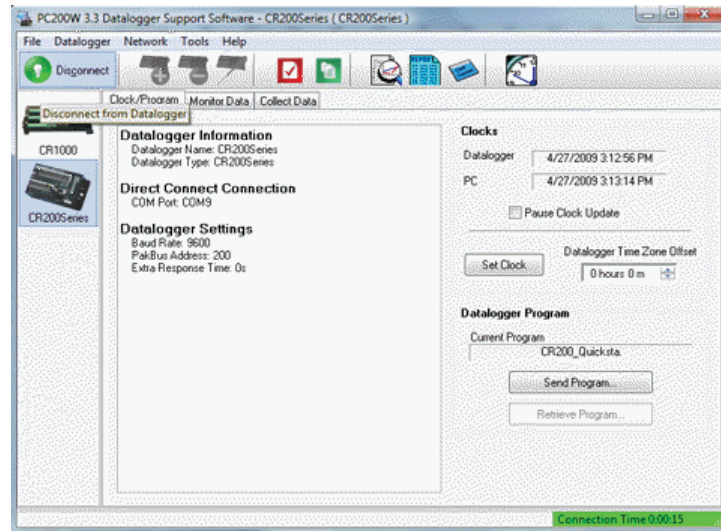 PC200W 3.3 Datalogger Support Software - CR200Series ( CR200Series )
File Datalogger Network Tools Help
Disconnect
Clock/Program Monitor Data Collect Data
Disconnect from Datalogger
CR1000
CR200Series
Datalogger Information
Datalogger Name: CR200Series
Datalogger Type: CR200Series
Direct Connect Connection
COM Port: COM9
Datalogger Settings
Baud Rate: 9600
PakBus Address: 200
Extra Response Time: 0s
Clocks
Datalogger 4/27/2009 3:12:56 PM
PC 4/27/2009 3:13:14 PM
Pause Clock Update
Datalogger Time Zone Offset
Set Clock 0 hours 0 m
Datalogger Program
Current Program
CR200_Quicksta
Send Program...
Retrieve Program...
Connection Time 0:00:15